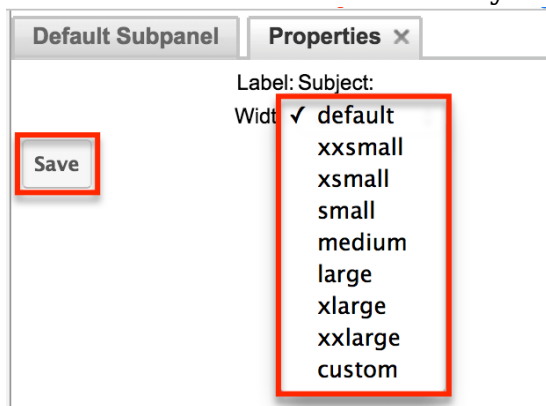 Default Subpanel Properties ×
Label: Subject:
Widt ✓ default
xxsmall
Save
xsmall
small
medium
large
xlarge
xxlarge
custom